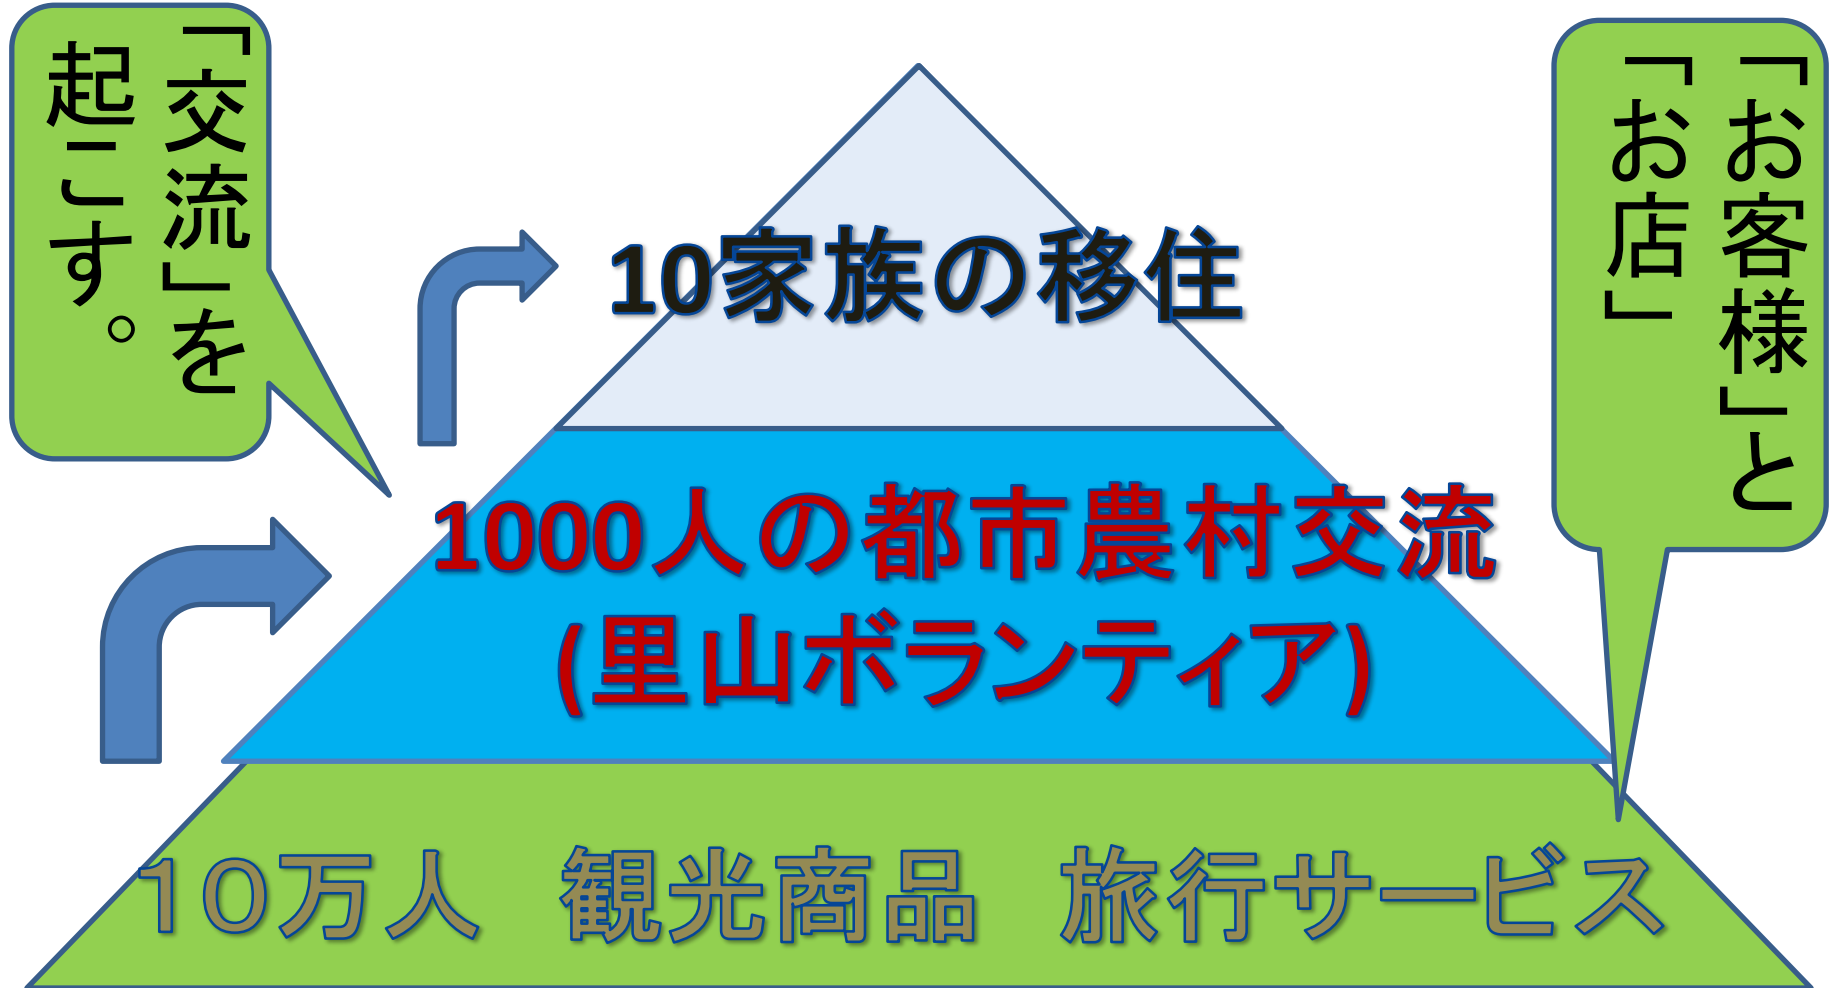 「交流」を
起こす。
「お客様」と
「お店」
10家族の移住
1000人の都市農村交流
(里山ボランティア)
１０万人　観光商品　旅行サービス